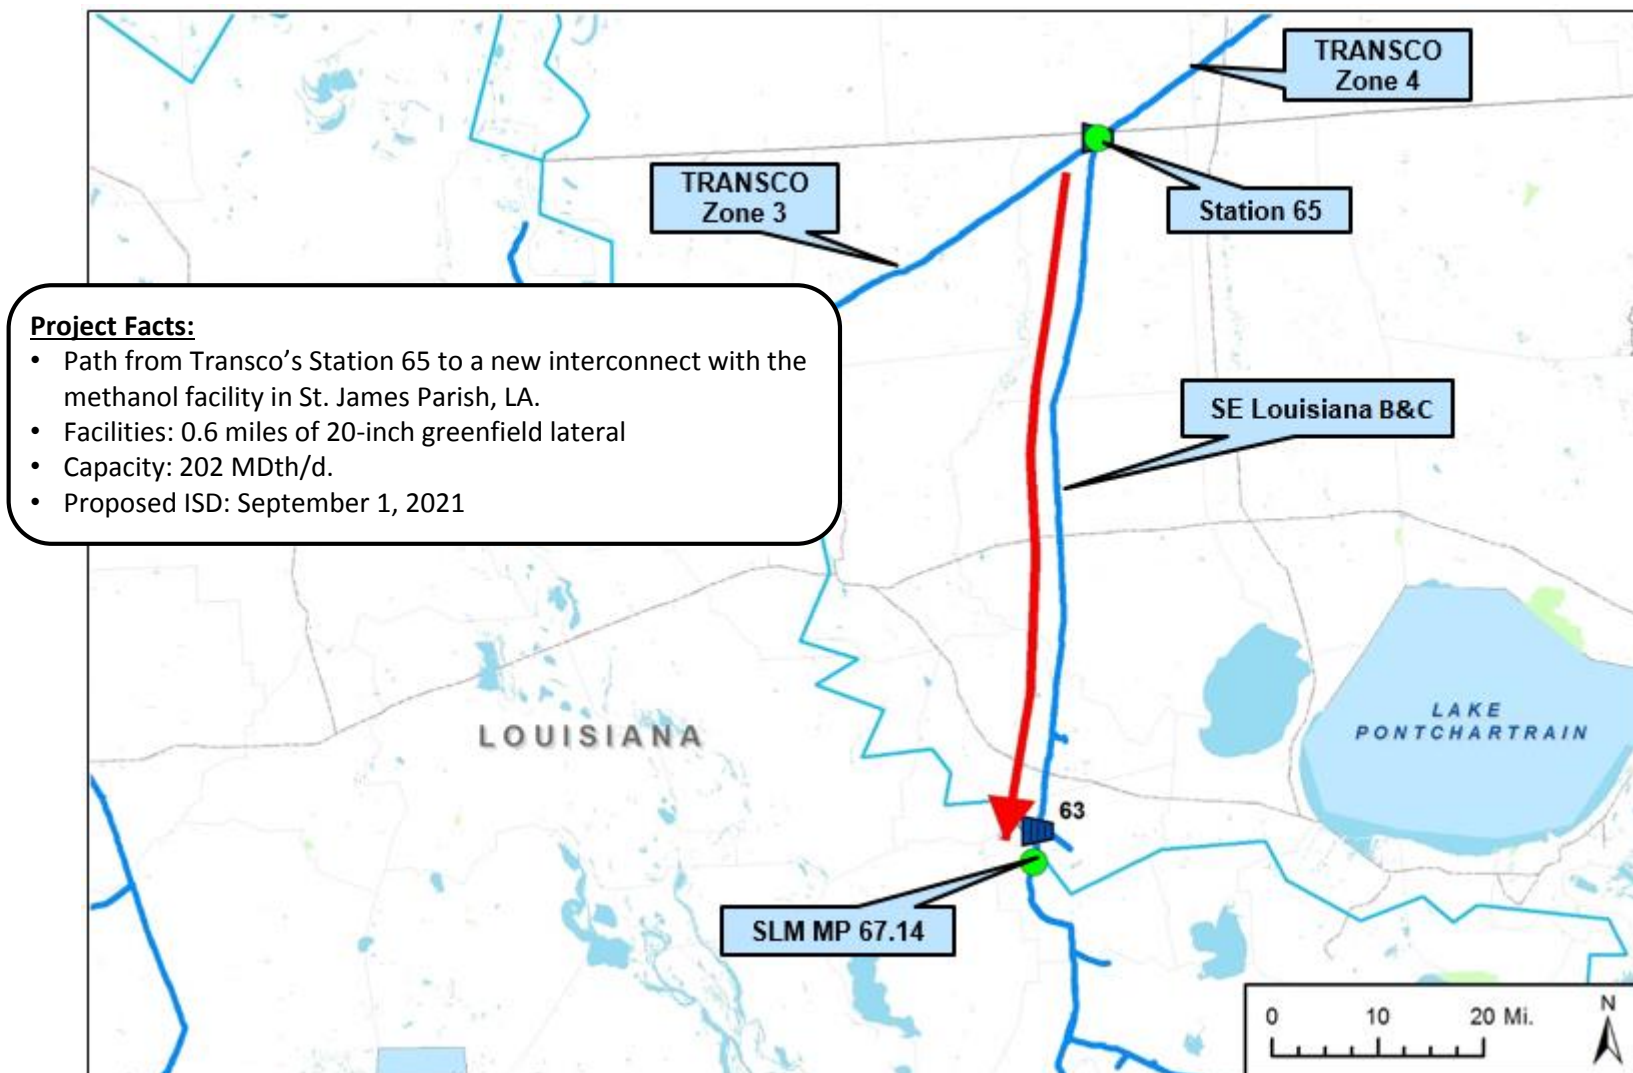 TRANSCO
Zone 4
TRANSCO
Zone 3
Station 65
Project Facts:
• Path from Transco’s Station 65 to a new interconnect with the
methanol facility in St. James Parish, LA.
• Facilities: 0.6 miles of 20-inch greenfield lateral
• Capacity: 202 MDth/d.
• Proposed ISD: September 1, 2021
SE Louisiana B&C
LAKE
PONTCHARTRAIN
LOUISIANA
63
SLM MP 67.14
0 10 20 Mi.
N